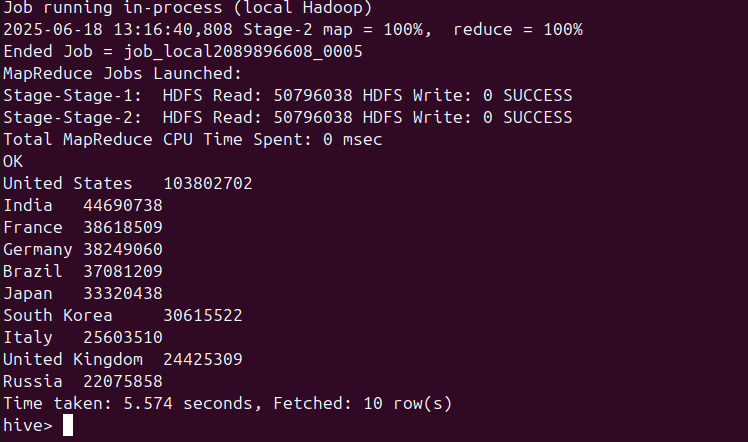 Job running in-process (local Hadoop)
2025-06-18 13:16:40,808 Stage-2 map = 100%,  reduce = 100%
Ended Job = job_local2089896608_0005
MapReduce Jobs Launched:
Stage-Stage-1:  HDFS Read: 50796038 HDFS Write: 0 SUCCESS
Stage-Stage-2:  HDFS Read: 50796038 HDFS Write: 0 SUCCESS
Total MapReduce CPU Time Spent: 0 msec
OK
United States   103802702
India   44690738
France  38618509
Germany 38249060
Brazil  37081209
Japan   33320438
South Korea     30615522
Italy   25603510
United Kingdom  24425309
Russia  22075858
Time taken: 5.574 seconds, Fetched: 10 row(s)
hive>